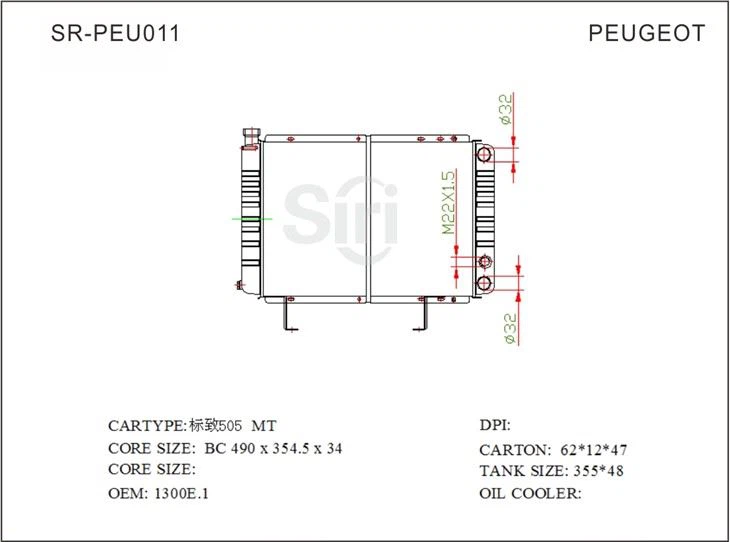 SR-PEU011
PEUGEOT
ø32
M22X1.5
Siri
ø32
CARTYPE:标致505 MT
CORE SIZE: BC 490 x 354.5 x 34
CORE SIZE:
OEM: 1300E.1
DPI:
CARTON: 62*12*47
TANK SIZE: 355*48
OIL COOLER: